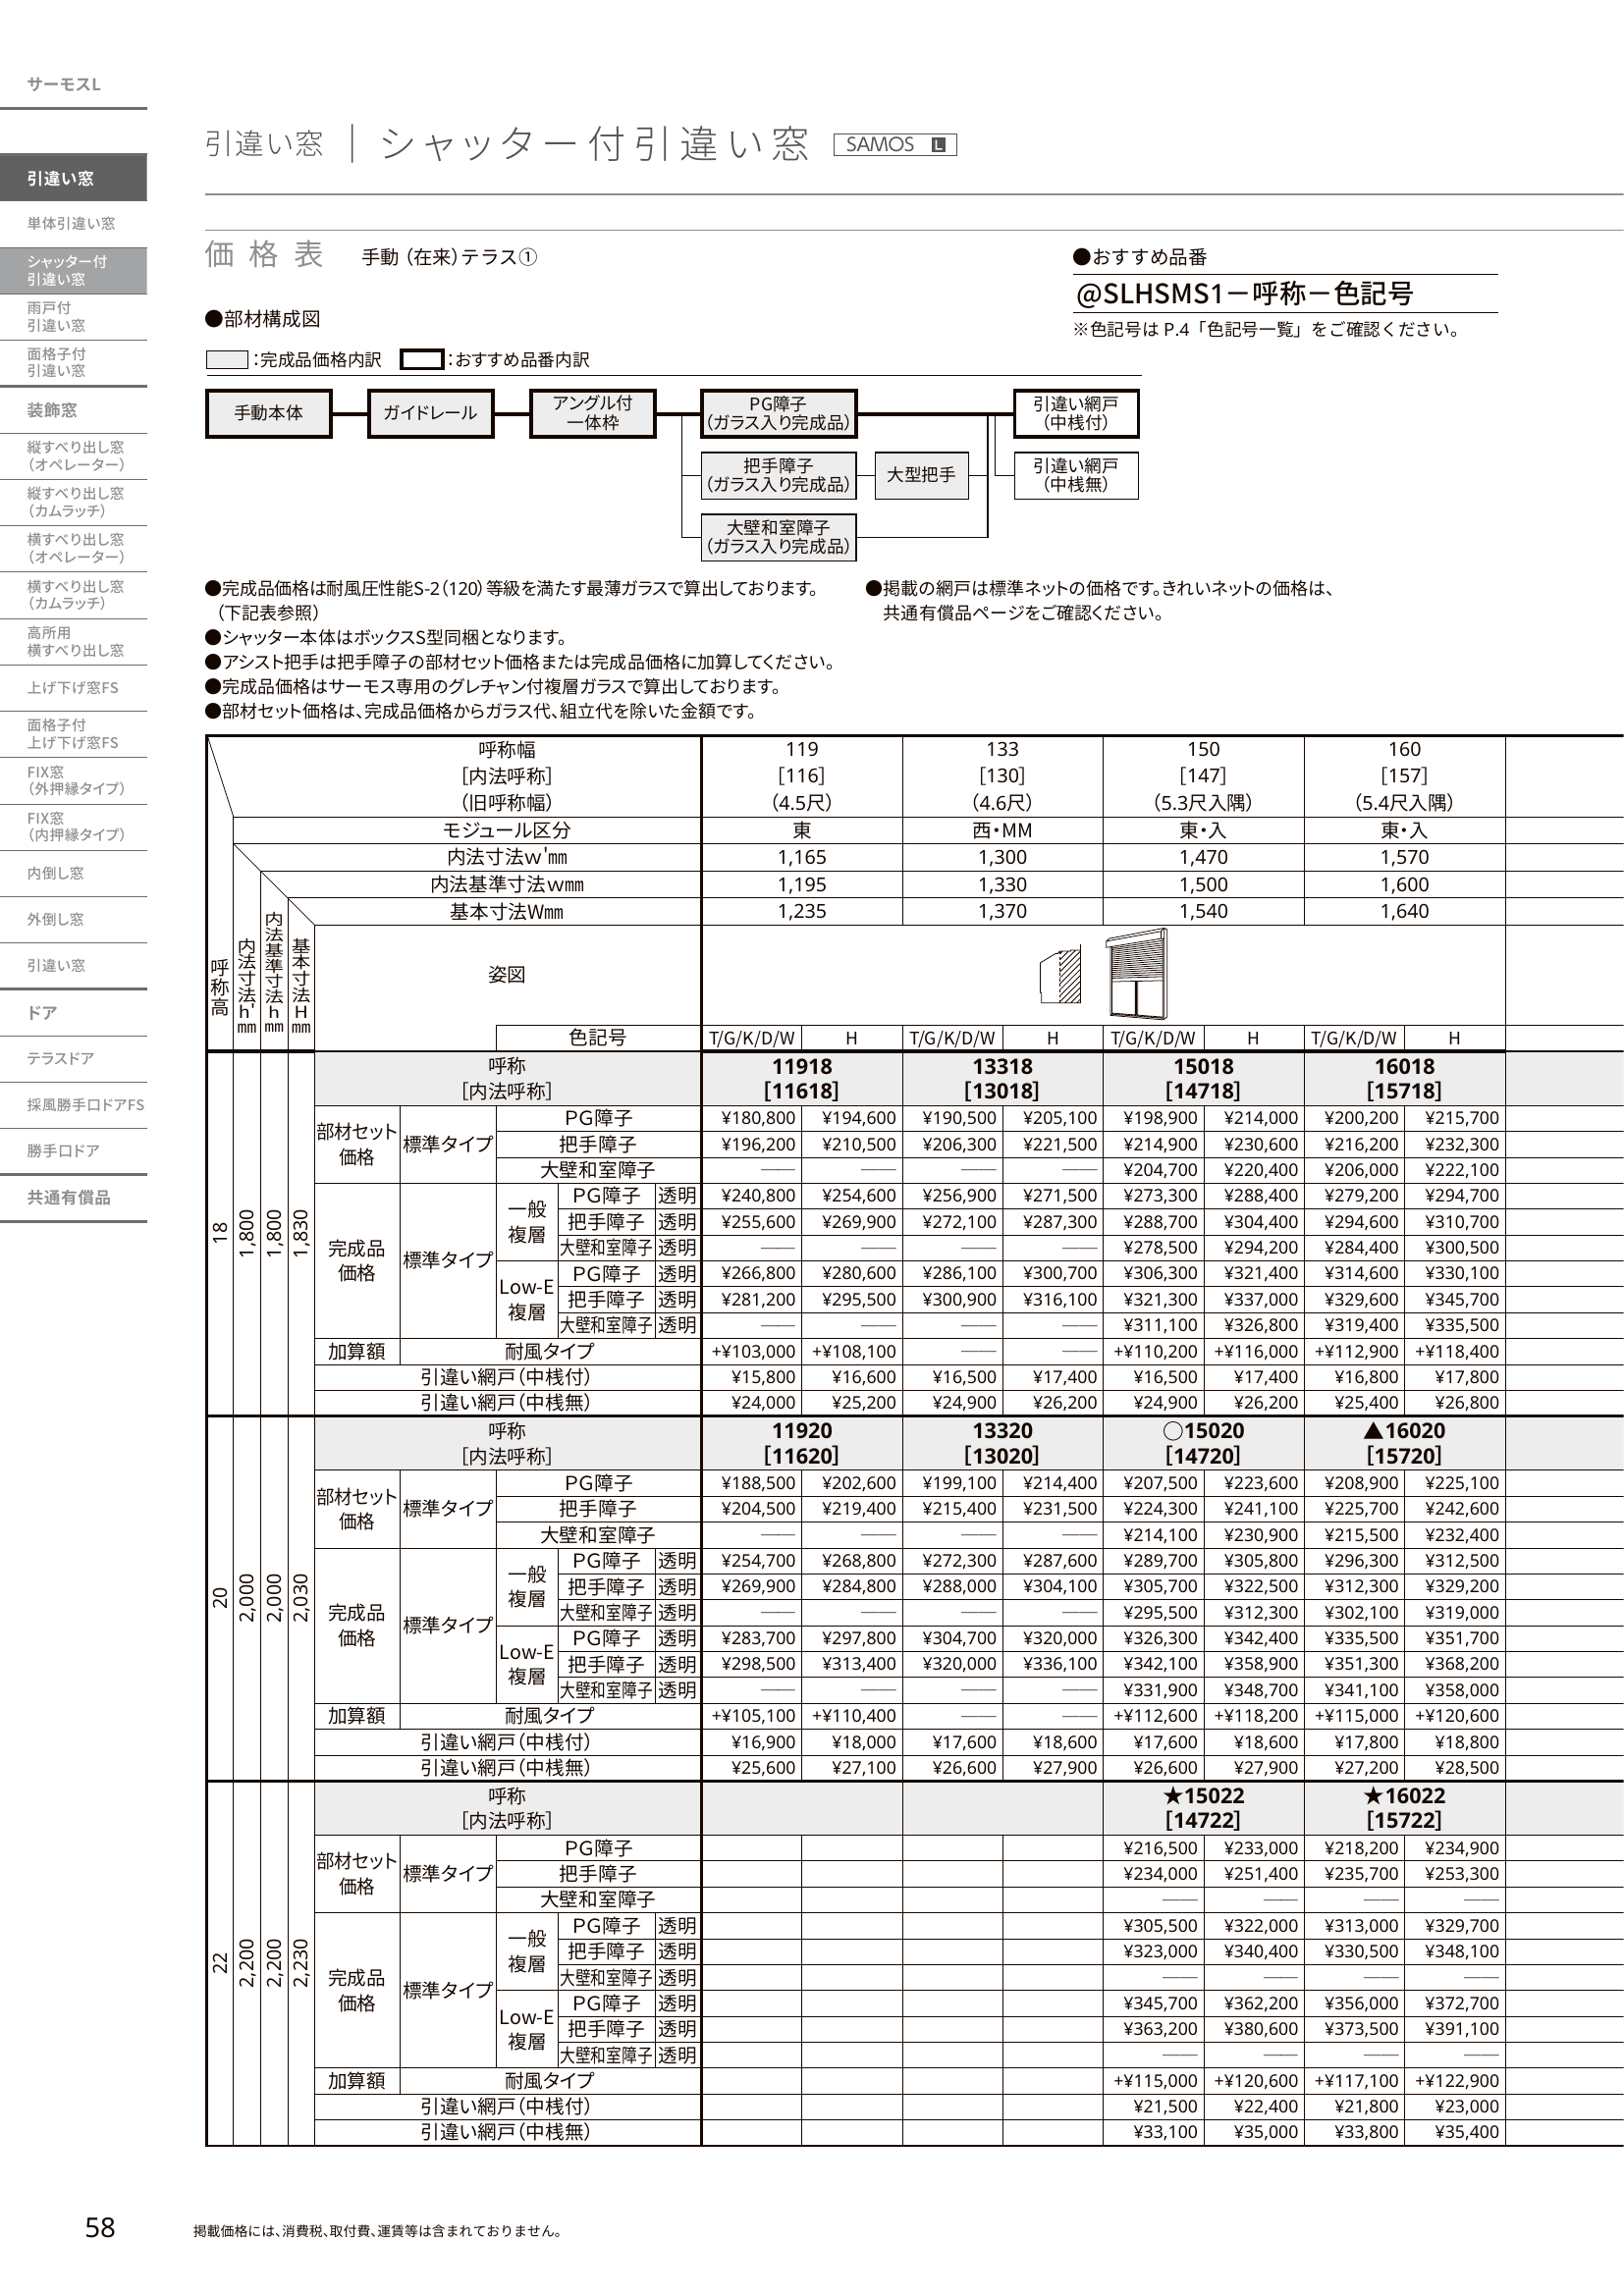 サーモスL
引違い窓
単体引違い窓
シャッター付
引違い窓
雨戸付
引違い窓
面格子付
引違い窓
装飾窓
縦すべり出し窓
（オペレーター）
縦すべり出し窓
（カムラッチ）
横すべり出し窓
（オペレーター）
横すべり出し窓
（カムラッチ）
高所用
横すべり出し窓
上げ下げ窓FS
面格子付
上げ下げ窓FS
FIX窓
（外押縁タイプ）
FIX窓
（内押縁タイプ）
内倒し窓
外倒し窓
引違い窓
ドア
テラスドア
採風勝手口ドアFS
勝手口ドア
共通有償品
引違い窓｜シャッター付引違い窓 SAMOS L
価格表 手動（在来）テラス①
●おすすめ品番
@SLHSMS1－呼称－色記号
※色記号は P.4「色記号一覧」をご確認ください。
●部材構成図
：完成品価格内訳 ：おすすめ品番内訳
手動本体 ガイドレール アングル付 一体枠 PG障子 （ガラス入り完成品） 引違い網戸 （中桟付）
把手障子 （ガラス入り完成品） 大型把手 引違い網戸 （中桟無）
大壁和室障子 （ガラス入り完成品）
●完成品価格は耐風圧性能S-2（120）等級を満たす最薄ガラスで算出しております。
（下記表参照）
●シャッター本体はボックスS型同梱となります。
●アシスト把手は把手障子の部材セット価格または完成品価格に加算してください。
●完成品価格はサーモス専用のグレチャン付複層ガラスで算出しております。
●部材セット価格は、完成品価格からガラス代、組立代を除いた金額です。
●掲載の網戸は標準ネットの価格です。きれいネットの価格は、
共通有償品ページをご確認ください。
呼称幅 119 133 150 160
［内法呼称］ ［116］ ［130］ ［147］ ［157］
（旧呼称幅） （4.5尺） （4.6尺） （5.3尺入隅） （5.4尺入隅）
モジュール区分 東 西・MM 東・入 東・入
内法寸法w'㎜ 1,165 1,300 1,470 1,570
内法基準寸法w㎜ 1,195 1,330 1,500 1,600
基本寸法W㎜ 1,235 1,370 1,540 1,640
呼称高 内法寸法h'㎜ 内法基準寸法h㎜ 基本寸法H㎜
姿図
色記号 T/G/K/D/W H T/G/K/D/W H T/G/K/D/W H T/G/K/D/W H
18 1,800 1,800 1,830
呼称 11918 13318 15018 16018
［内法呼称］ ［11618］ ［13018］ ［14718］ ［15718］
部材セット価格 標準タイプ PG障子 ¥180,800 ¥194,600 ¥190,500 ¥205,100 ¥198,900 ¥214,000 ¥200,200 ¥215,700
把手障子 ¥196,200 ¥210,500 ¥206,300 ¥221,500 ¥214,900 ¥230,600 ¥216,200 ¥232,300
大壁和室障子 —— —— —— —— ¥204,700 ¥220,400 ¥206,000 ¥222,100
完成品価格 標準タイプ 一般複層 PG障子 透明 ¥240,800 ¥254,600 ¥256,900 ¥271,500 ¥273,300 ¥288,400 ¥279,200 ¥294,700
把手障子 透明 ¥255,600 ¥269,900 ¥272,100 ¥287,300 ¥288,700 ¥304,400 ¥294,600 ¥310,700
大壁和室障子 透明 —— —— —— —— ¥278,500 ¥294,200 ¥284,400 ¥300,500
Low-E複層 PG障子 透明 ¥266,800 ¥280,600 ¥286,100 ¥300,700 ¥306,300 ¥321,400 ¥314,600 ¥330,100
把手障子 透明 ¥281,200 ¥295,500 ¥300,900 ¥316,100 ¥321,300 ¥337,000 ¥329,600 ¥345,700
大壁和室障子 透明 —— —— —— —— ¥311,100 ¥326,800 ¥319,400 ¥335,500
加算額 耐風タイプ +¥103,000 +¥108,100 —— —— +¥110,200 +¥116,000 +¥112,900 +¥118,400
引違い網戸（中桟付） ¥15,800 ¥16,600 ¥16,500 ¥17,400 ¥16,500 ¥17,400 ¥16,800 ¥17,800
引違い網戸（中桟無） ¥24,000 ¥25,200 ¥24,900 ¥26,200 ¥24,900 ¥26,200 ¥25,400 ¥26,800
20 2,000 2,000 2,030
呼称 11920 13320 ○15020 ▲16020
［内法呼称］ ［11620］ ［13020］ ［14720］ ［15720］
部材セット価格 標準タイプ PG障子 ¥188,500 ¥202,600 ¥199,100 ¥214,400 ¥207,500 ¥223,600 ¥208,900 ¥225,100
把手障子 ¥204,500 ¥219,400 ¥215,400 ¥231,500 ¥224,300 ¥241,100 ¥225,700 ¥242,600
大壁和室障子 —— —— —— —— ¥214,100 ¥230,900 ¥215,500 ¥232,400
完成品価格 標準タイプ 一般複層 PG障子 透明 ¥254,700 ¥268,800 ¥272,300 ¥287,600 ¥289,700 ¥305,800 ¥296,300 ¥312,500
把手障子 透明 ¥269,900 ¥284,800 ¥288,000 ¥304,100 ¥305,700 ¥322,500 ¥312,300 ¥329,200
大壁和室障子 透明 —— —— —— —— ¥295,500 ¥312,300 ¥302,100 ¥319,000
Low-E複層 PG障子 透明 ¥283,700 ¥297,800 ¥304,700 ¥320,000 ¥326,300 ¥342,400 ¥335,500 ¥351,700
把手障子 透明 ¥298,500 ¥313,400 ¥320,000 ¥336,100 ¥342,100 ¥358,900 ¥351,300 ¥368,200
大壁和室障子 透明 —— —— —— —— ¥331,900 ¥348,700 ¥341,100 ¥358,000
加算額 耐風タイプ +¥105,100 +¥110,400 —— —— +¥112,600 +¥118,200 +¥115,000 +¥120,600
引違い網戸（中桟付） ¥16,900 ¥18,000 ¥17,600 ¥18,600 ¥17,600 ¥18,600 ¥17,800 ¥18,800
引違い網戸（中桟無） ¥25,600 ¥27,100 ¥26,600 ¥27,900 ¥26,600 ¥27,900 ¥27,200 ¥28,500
22 2,200 2,200 2,230
呼称 ★15022 ★16022
［内法呼称］ ［14722］ ［15722］
部材セット価格 標準タイプ PG障子 ¥216,500 ¥233,000 ¥218,200 ¥234,900
把手障子 ¥234,000 ¥251,400 ¥235,700 ¥253,300
大壁和室障子 —— —— —— ——
完成品価格 標準タイプ 一般複層 PG障子 透明 ¥305,500 ¥322,000 ¥313,000 ¥329,700
把手障子 透明 ¥323,000 ¥340,400 ¥330,500 ¥348,100
大壁和室障子 透明 —— —— —— ——
Low-E複層 PG障子 透明 ¥345,700 ¥362,200 ¥356,000 ¥372,700
把手障子 透明 ¥363,200 ¥380,600 ¥373,500 ¥391,100
大壁和室障子 透明 —— —— —— ——
加算額 耐風タイプ +¥115,000 +¥120,600 +¥117,100 +¥122,900
引違い網戸（中桟付） ¥21,500 ¥22,400 ¥21,800 ¥23,000
引違い網戸（中桟無） ¥33,100 ¥35,000 ¥33,800 ¥35,400
58
掲載価格には、消費税、取付費、運賃等は含まれておりません。